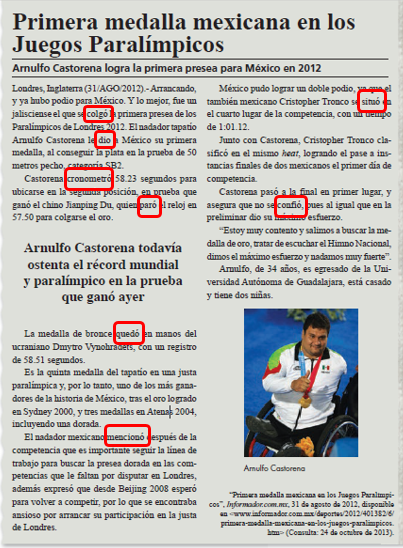 Primera medalla mexicana en los
Juegos Paralímpicos
Arnulfo Castorena logra la primera presea para México en 2012
Londres, Inglaterra (31/AGO/2012).- Arrancando,
y ya hubo podio para México. Y lo mejor, fue un
jalisciense el que se colgó la primera presea de los
Paralímpicos de Londres 2012. El nadador tapatío
Arnulfo Castorena le dio a México su primera
medalla, al conseguir la plata en la prueba de 50
metros pecho, categoría SB2.
Castorena cronometró 58.23 segundos para
ubicarse en la segunda posición, en prueba que
ganó el chino Jianping Du, quien paró el reloj en
57.50 para colgarse el oro.
Arnulfo Castorena todavía
ostenta el récord mundial
y paralímpico en la prueba
que ganó ayer
La medalla de bronce quedó en manos del
ucraniano Dmytro Vynohradets, con un registro
de 58.51 segundos.
Es la quinta medalla del tapatío en una justa
paralímpica y, por lo tanto, uno de los más gana-
dores de la historia de México, tras el oro logrado
en Sydney 2000, y tres medallas en Atenas 2004,
incluyendo una dorada.
El nadador mexicano mencionó después de la
competencia que es importante seguir la línea de
trabajo para buscar la presea dorada en las com-
petencias que le faltan por disputar en Londres,
además expresó que desde Beijing 2008 esperó
para volver a competir, por lo que se encontraba
ansioso por arrancar su participación en la justa
de Londres.
México pudo lograr un doble podio, ya que el
también mexicano Cristopher Tronco se situó en
el cuarto lugar de la competencia, con un tiempo
de 1:01.12.
Junto con Castorena, Christopher Tronco
clasificó en el mismo heat, logrando el pase a ins-
tancias finales de dos mexicanos el primer día de
competencia.
Castorena pasó a la final en primer lugar, y
asegura que no se confió, pues al igual que en la
preliminar dio su máximo esfuerzo.
“Estoy muy contento y salimos a buscar la me-
dalla de oro, tratar de escuchar el Himno Nacional,
dimos el máximo esfuerzo y nadamos muy fuerte”.
Arnulfo, de 34 años, es egresado de la Uni-
versidad Autónoma de Guadalajara, está casado
y tiene dos niñas.
Arnulfo Castorena
“Primera medalla mexicana en los Juegos Paralímpi-
cos”, Informador.com.mx, 31 de agosto de 2012, disponible
en <www.informador.com.mx/deportes/2012/401382/6/
primera-medalla-mexicana-en-los-juegos-paralimpicos.
htm> (Consulta: 24 de octubre de 2013).